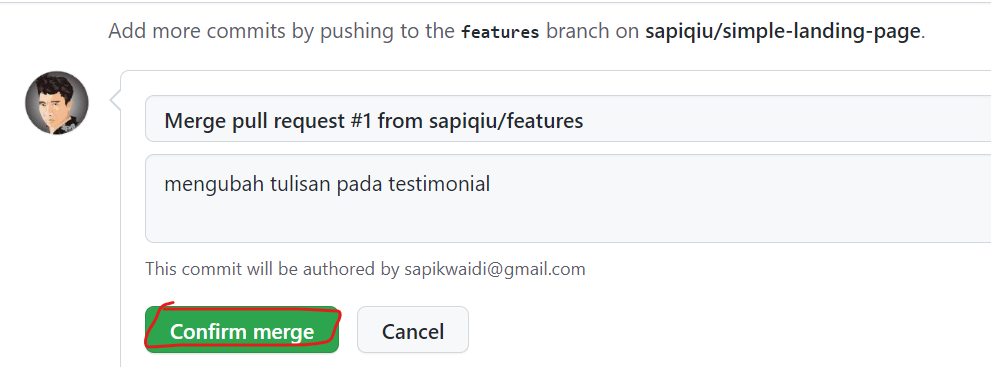 Add more commits by pushing to the features branch on sapiqiu/simple-landing-page.
Merge pull request #1 from sapiqiu/features
mengubah tulisan pada testimonial
This commit will be authored by sapikwaidi@gmail.com
Confirm merge Cancel